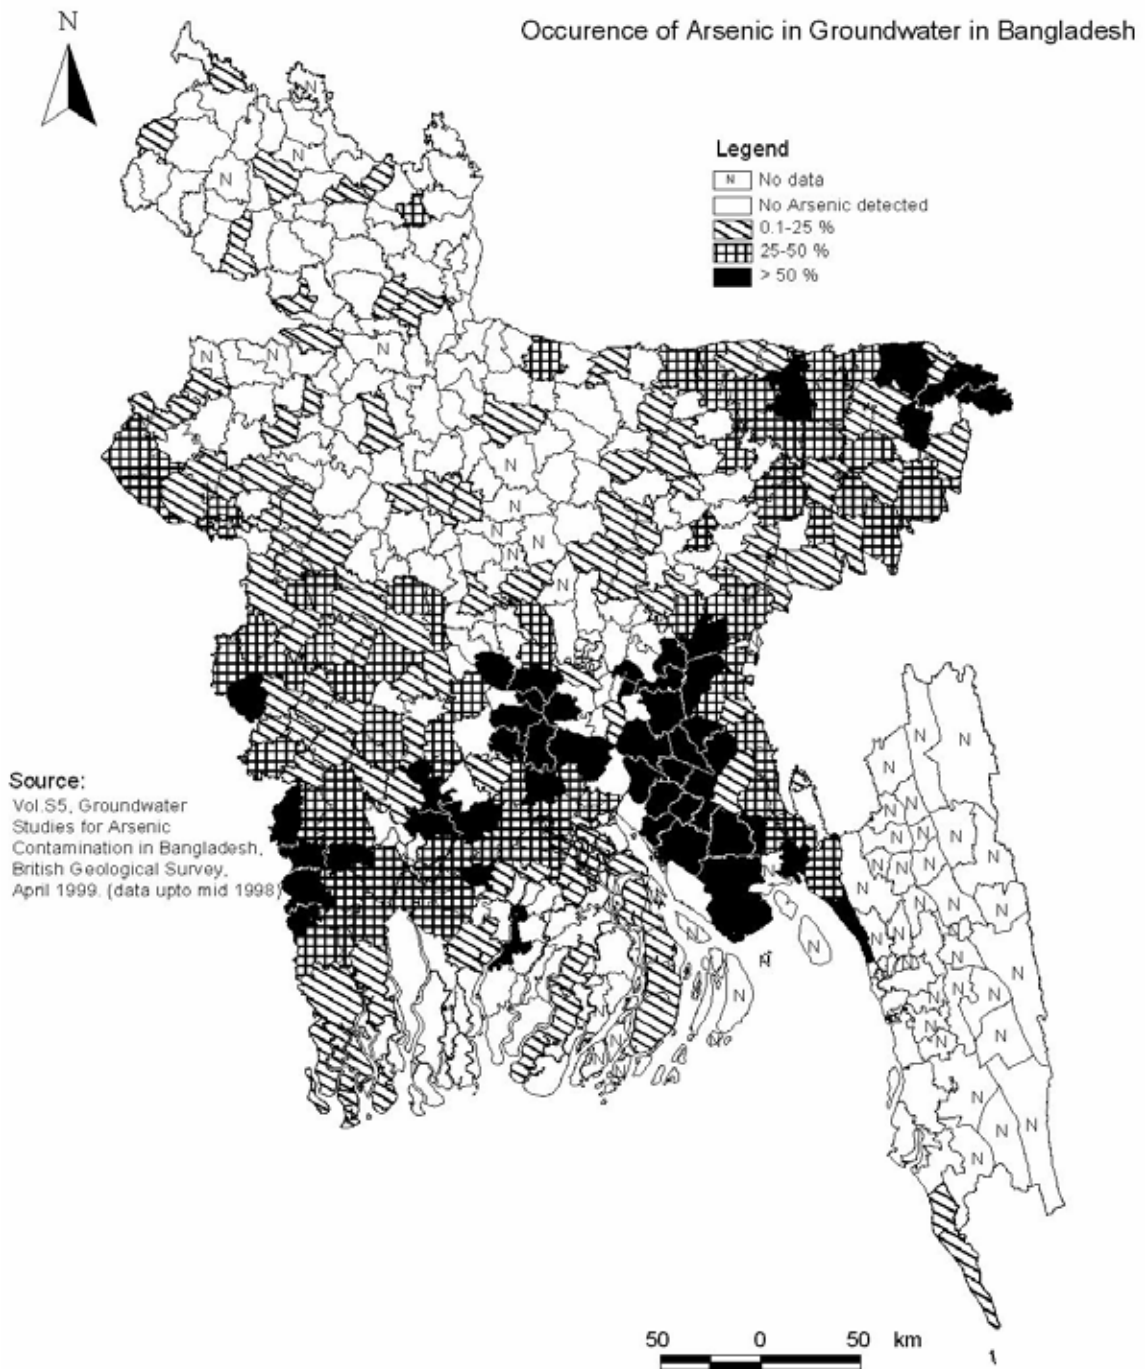 N
Occurence of Arsenic in Groundwater in Bangladesh
Legend
N No data
No Arsenic detected
0.1-25 %
25-50 %
> 50 %
Source:
Vol.S5, Groundwater
Studies for Arsenic
Contamination in Bangladesh,
British Geological Survey,
April 1999. (data upto mid 1998)
50 0 50 km